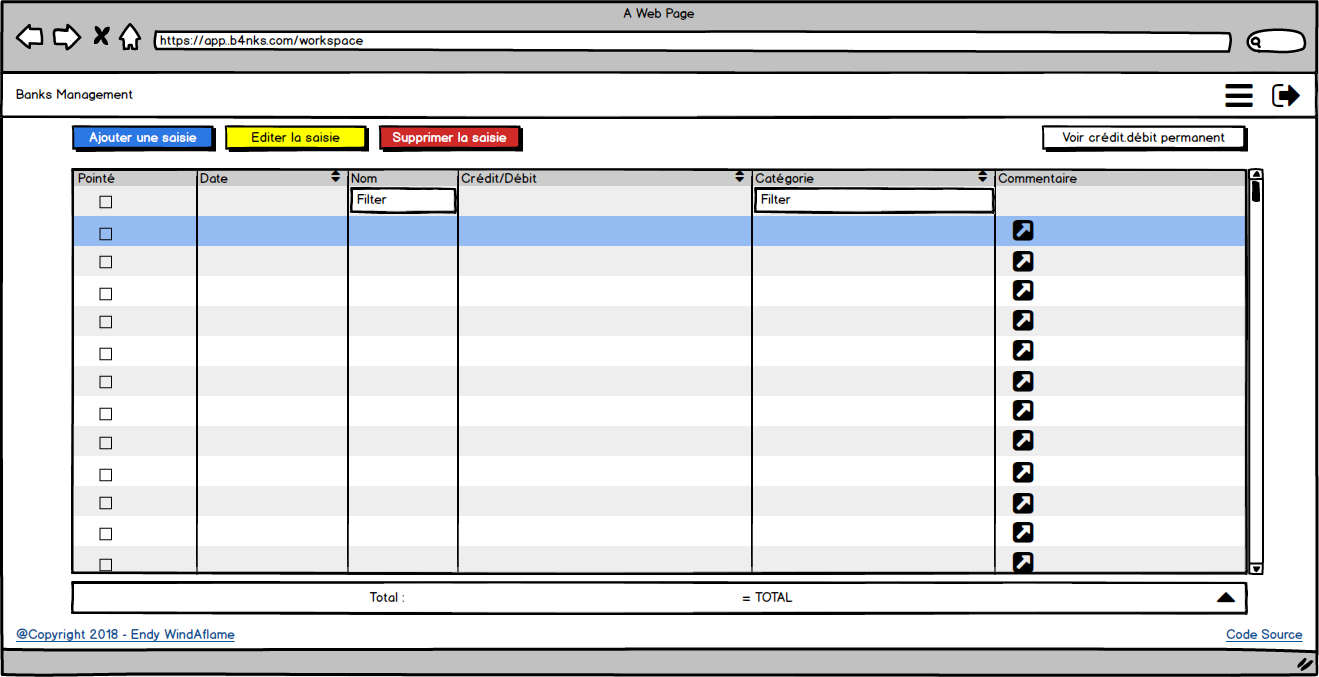 A Web Page
https://app.b4nks.com/workspace
Banks Management
Ajouter une saisie
Editer la saisie
Supprimer la saisie
Voir crédit.débit permanent
Pointé
Date
Nom
Crédit/Débit
Catégorie
Commentaire
Filter
Filter
Total :
= TOTAL
@Copyright 2018 - Endy WindAflame
Code Source